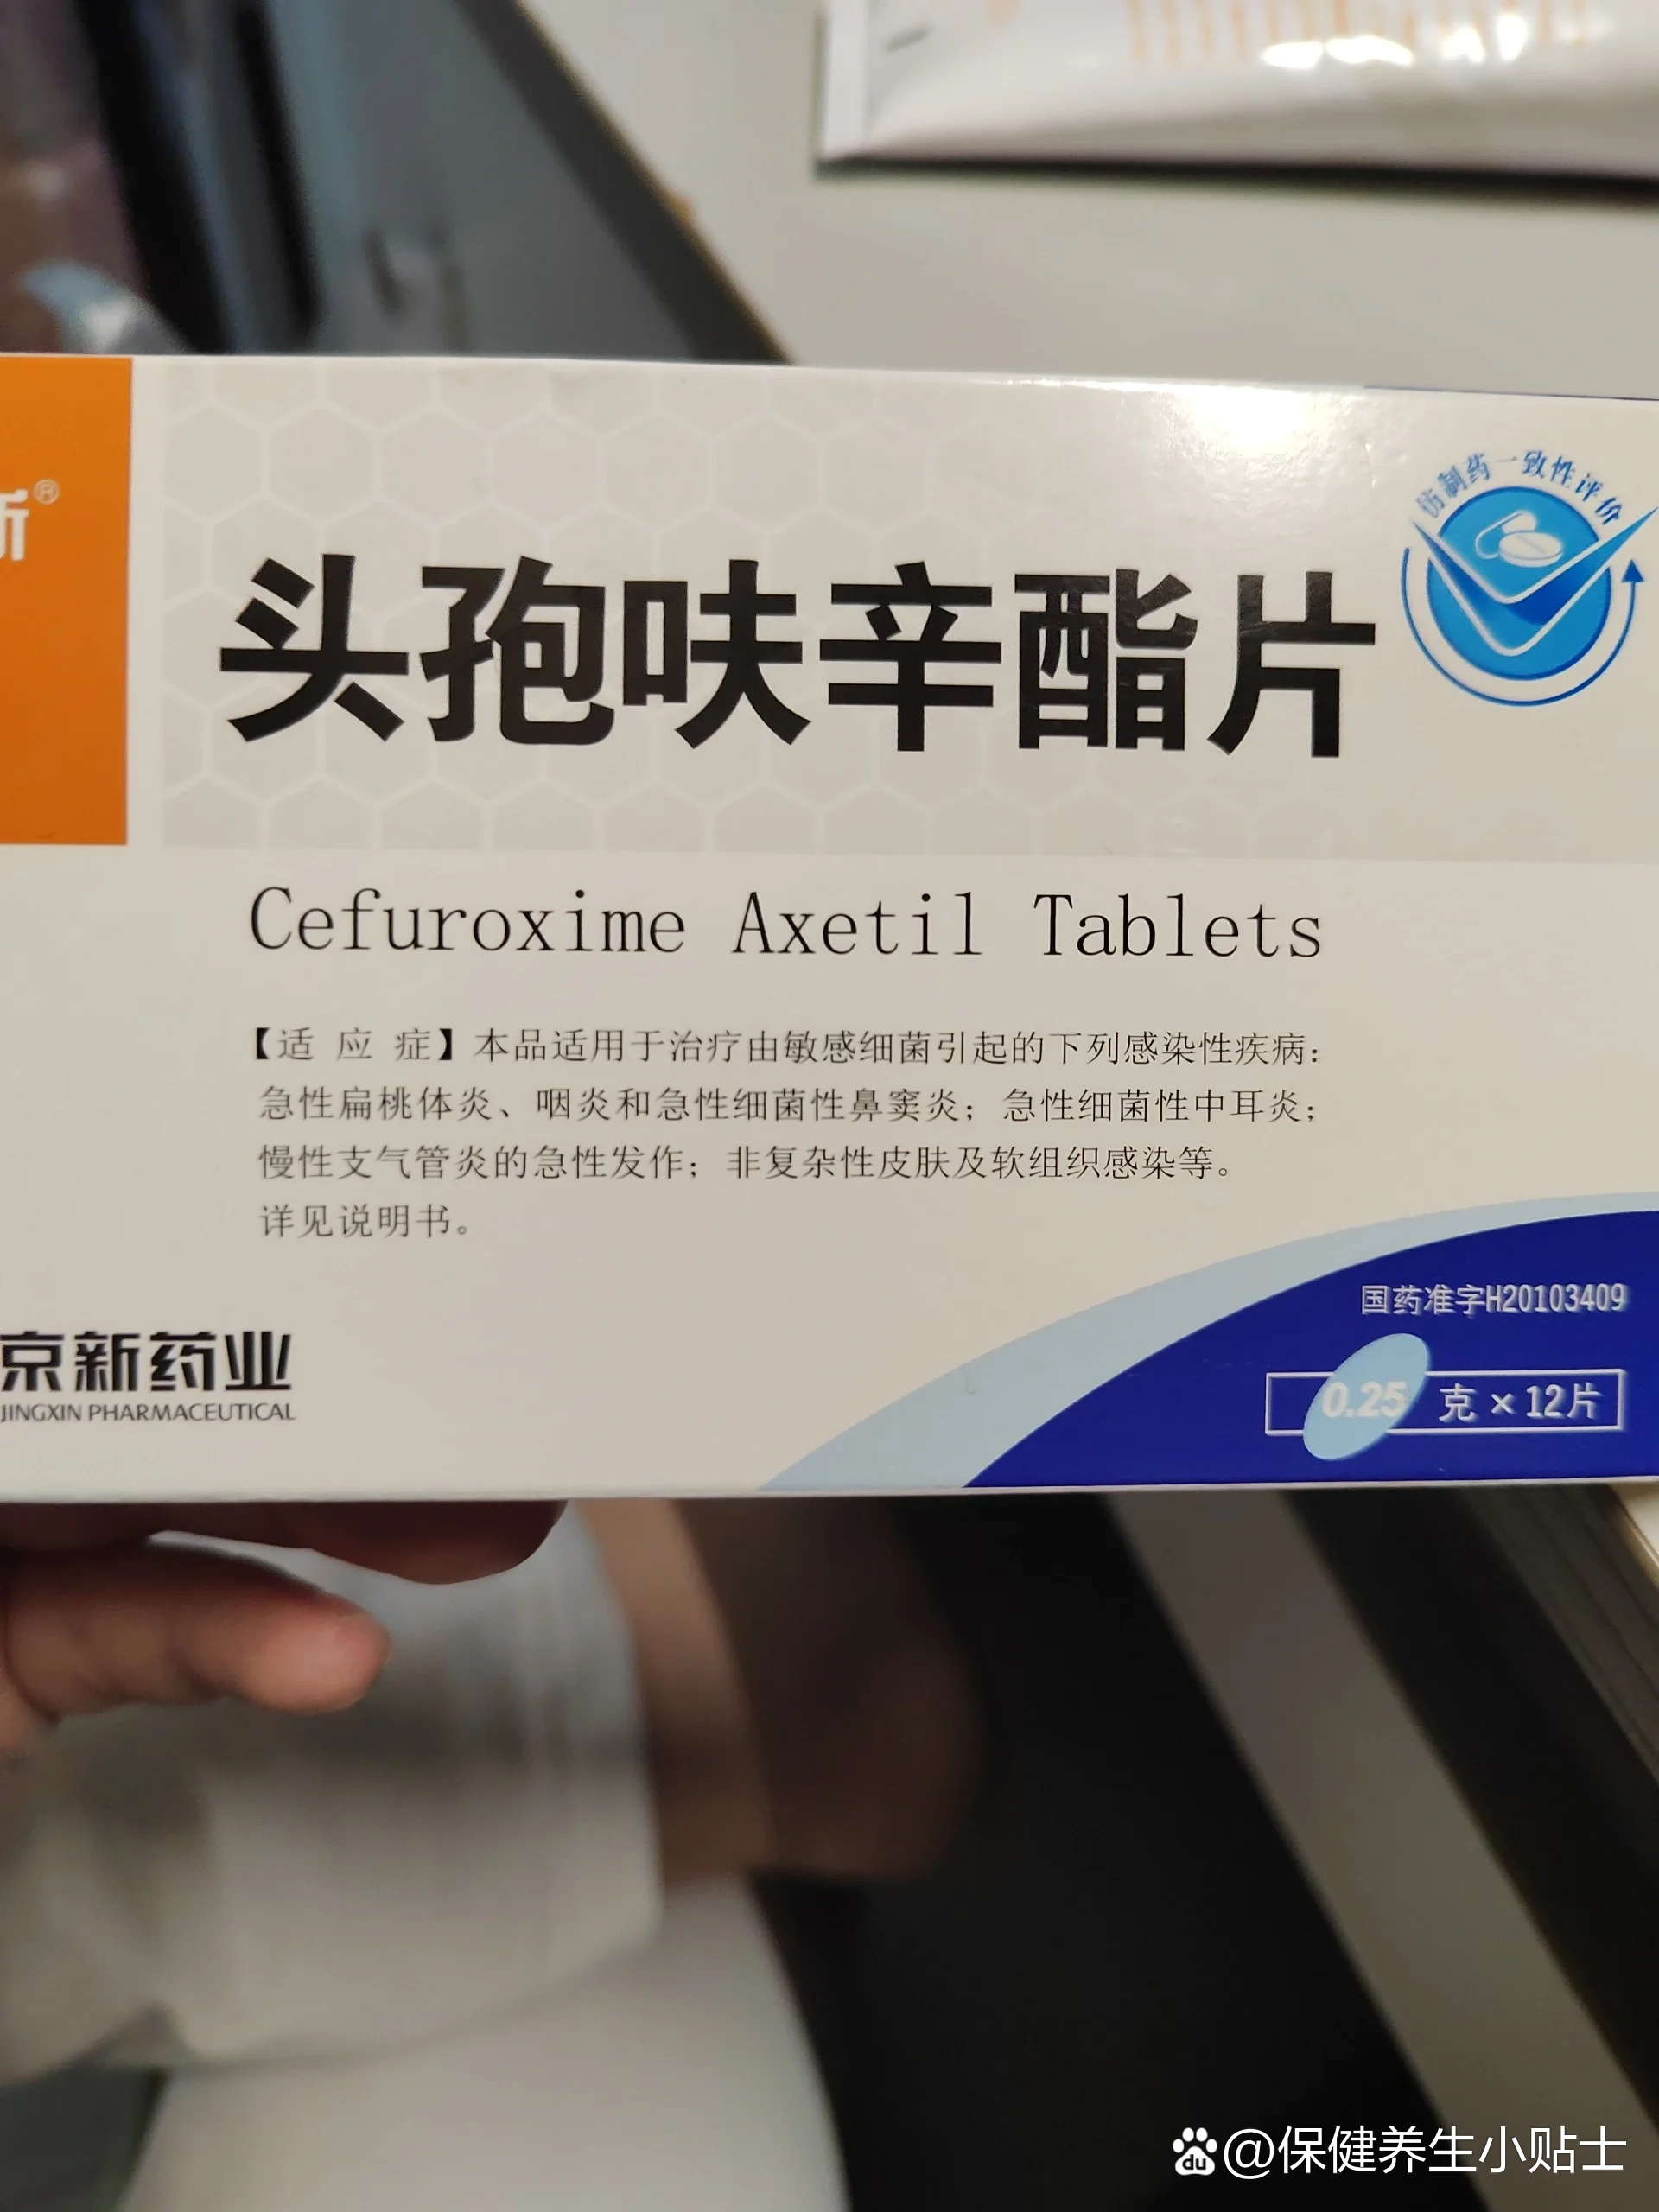 新®
仿制药一致性评价
头孢呋辛酯片
Cefuroxime Axetil Tablets
【适 应 症】本品适用于治疗由敏感细菌引起的下列感染性疾病：
急性扁桃体炎、咽炎和急性细菌性鼻窦炎；急性细菌性中耳炎；
慢性支气管炎的急性发作；非复杂性皮肤及软组织感染等。
详见说明书。
国药准字H20103409
京新药业
JINGXIN PHARMACEUTICAL
0.25 克×12片
du @保健养生小贴士